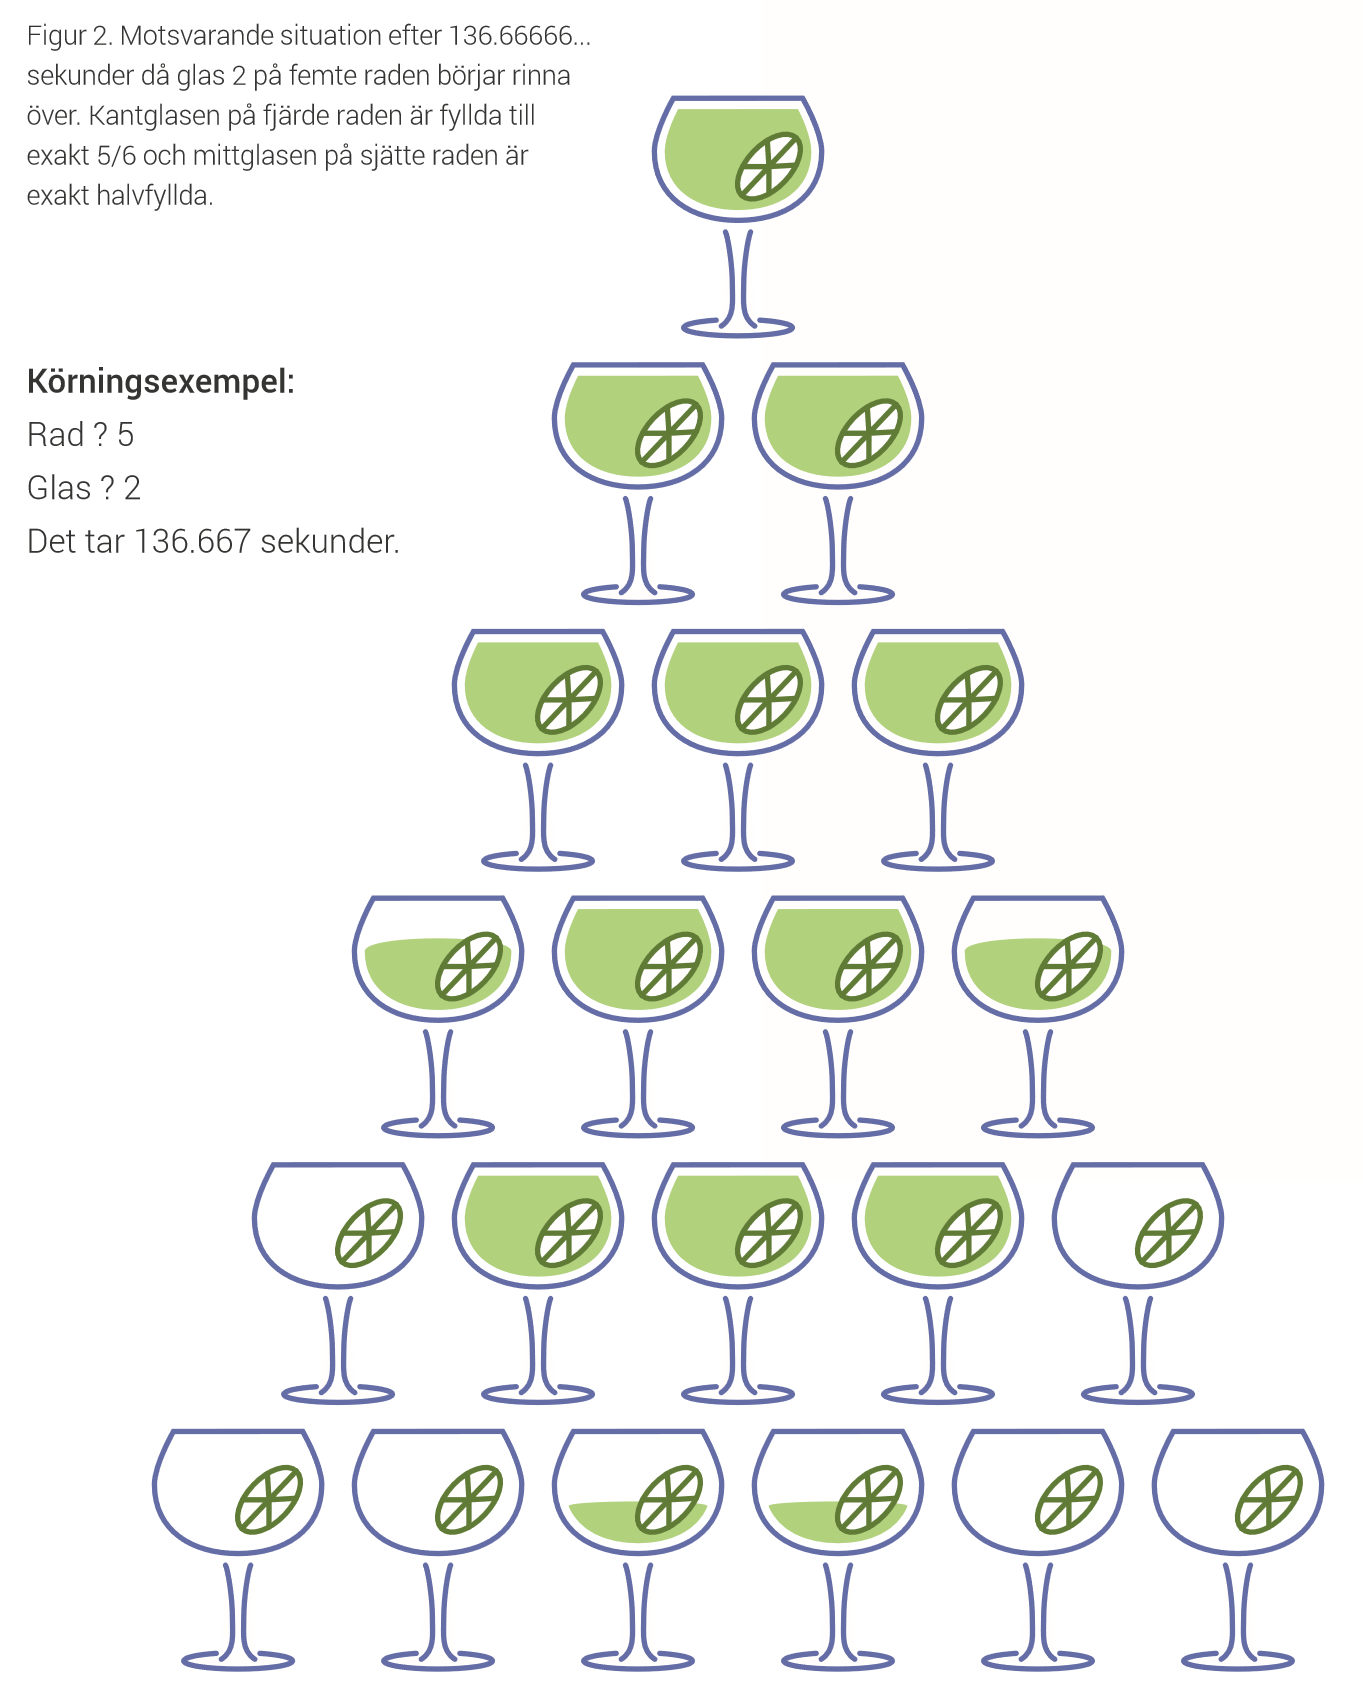 Figur 2. Motsvarande situation efter 136.66666...
sekunder då glas 2 på femte raden börjar rinna
över. Kantglasen på fjärde raden är fyllda till
exakt 5/6 och mittglasen på sjätte raden är
exakt halvfyllda.
Körningsexempel:
Rad ? 5
Glas ? 2
Det tar 136.667 sekunder.